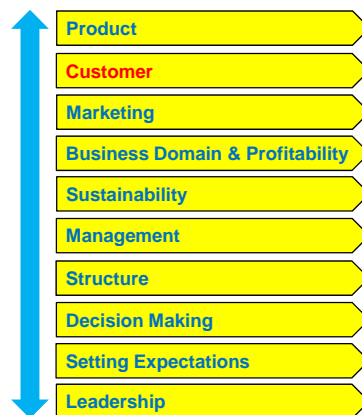 Product
Customer
Marketing
Business Domain & Profitability
Sustainability
Management
Structure
Decision Making
Setting Expectations
Leadership